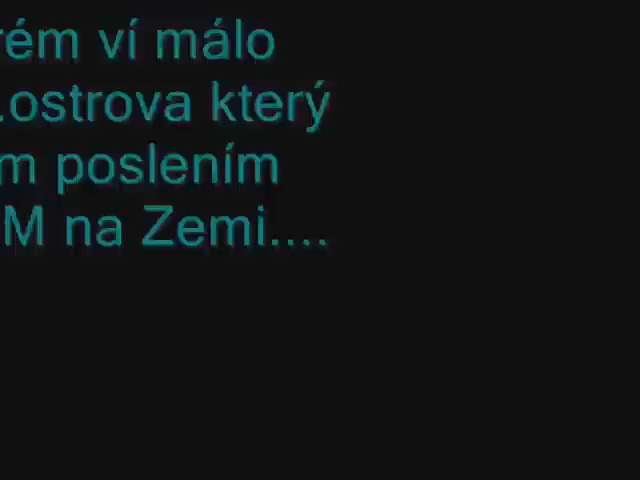 rém ví málo
.ostrova který
m poslením
M na Zemi....